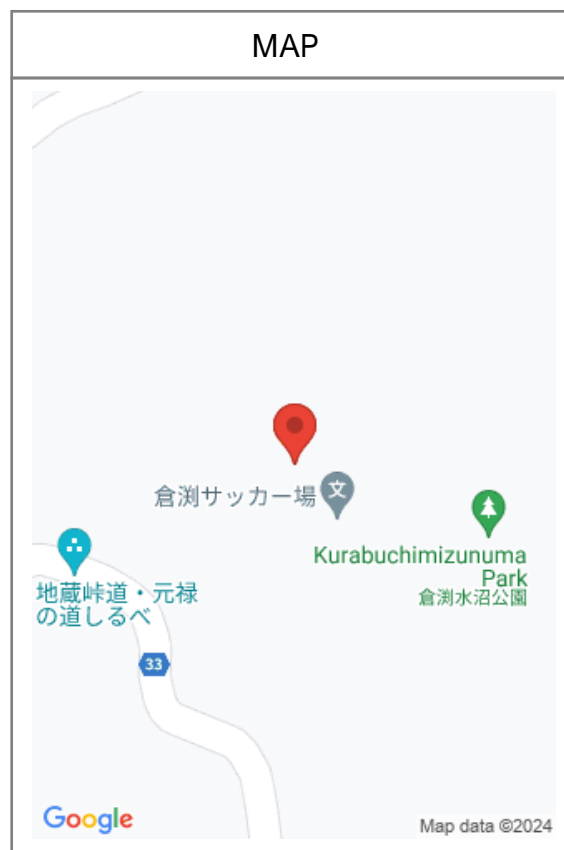 MAP
倉渕サッカー場
文
Kurabuchimizunuma
Park
倉渕水沼公園
地蔵峠道・元禄
の道しるべ
33
Google
Map data ©2024